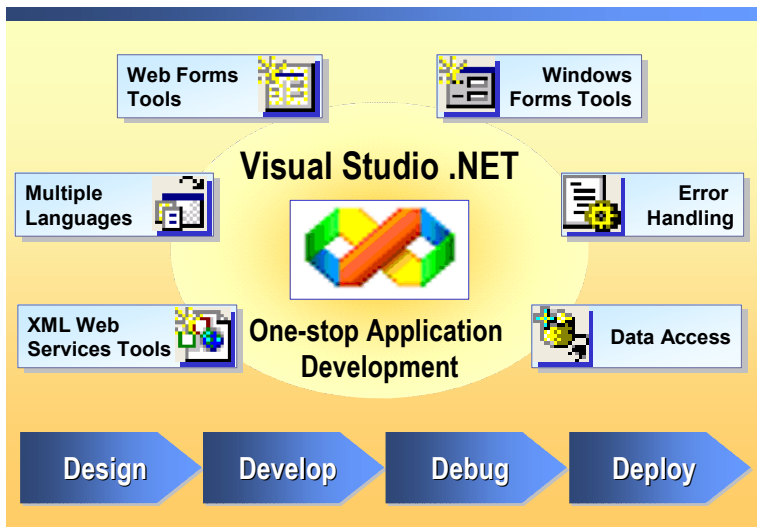 Web Forms
Tools
Windows
Forms Tools
Visual Studio .NET
Multiple
Languages
Error
Handling
XML Web
Services Tools
One-stop Application
Development
Data Access
Design
Develop
Debug
Deploy